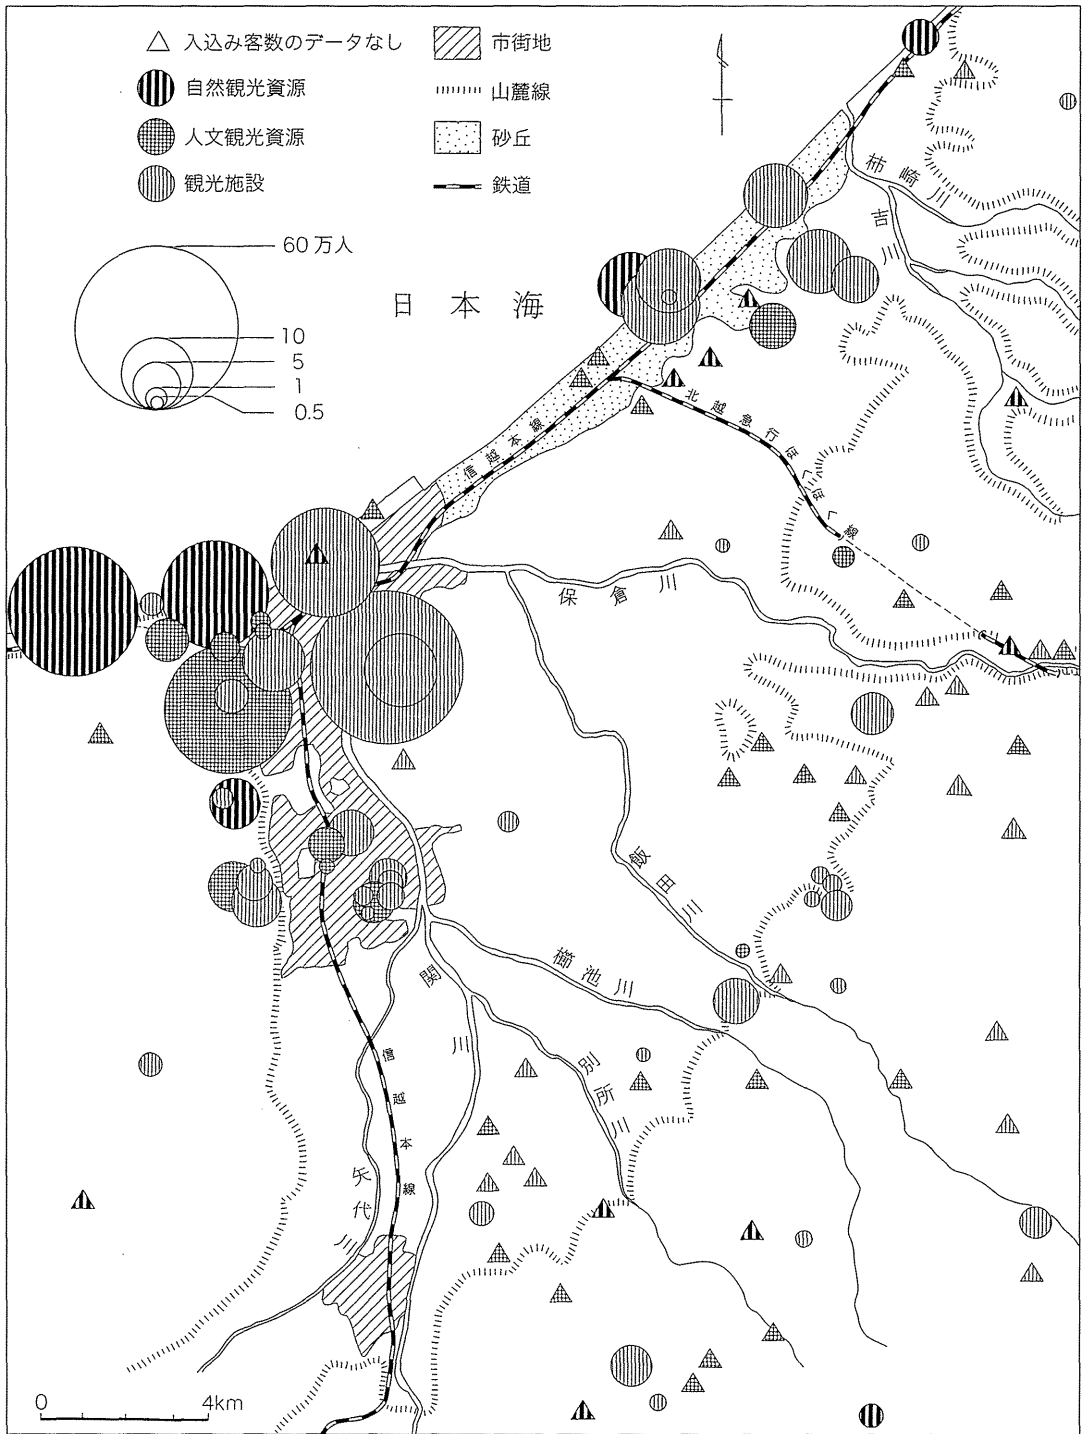 入込み客数のデータなし
自然観光資源
人文観光資源
観光施設
市街地
山麓線
砂丘
鉄道
60万人
10
5
1
0.5
日本海
柿崎川
吉川
信越本線
北越急行ほくほく線
保倉川
飯田川
櫛池川
関川
別所川
信越本線
矢代川
0 4km